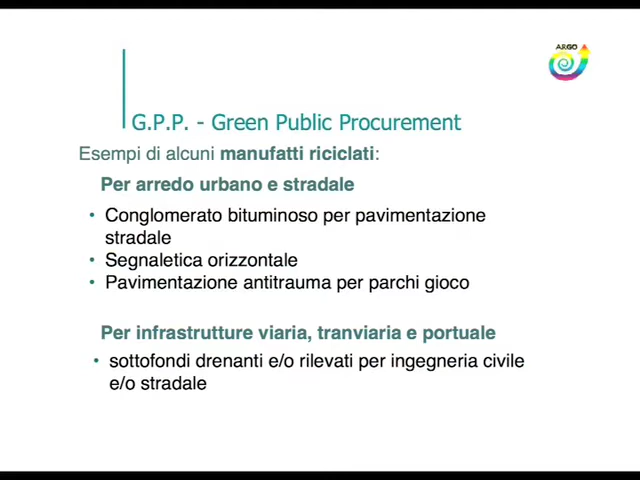 ARGO
G.P.P. - Green Public Procurement
Esempi di alcuni manufatti riciclati:
Per arredo urbano e stradale
• Conglomerato bituminoso per pavimentazione
stradale
• Segnaletica orizzontale
• Pavimentazione antitrauma per parchi gioco
Per infrastrutture viaria, tranviaria e portuale
• sottofondi drenanti e/o rilevati per ingegneria civile
e/o stradale